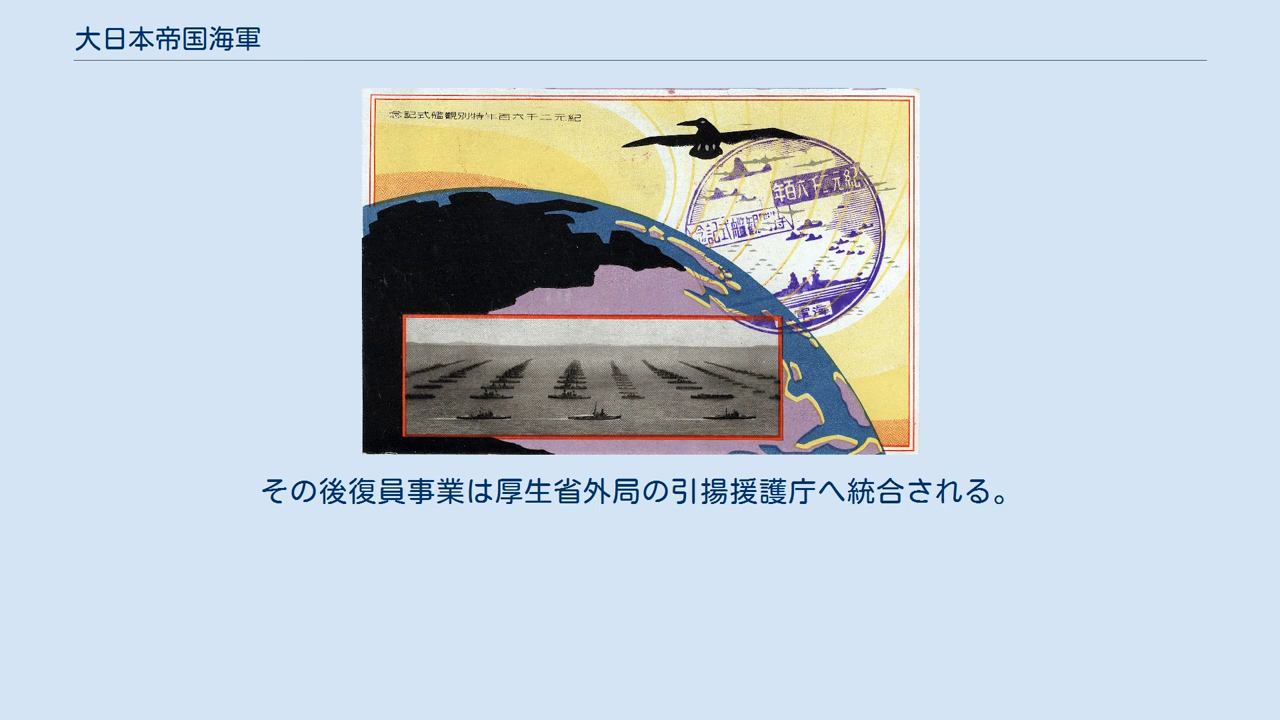 大日本帝国海軍
念記式艦観別特年百六千二元紀
年百六千二元紀
念記式艦観別特
軍海
その後復員事業は厚生省外局の引揚援護庁へ統合される。